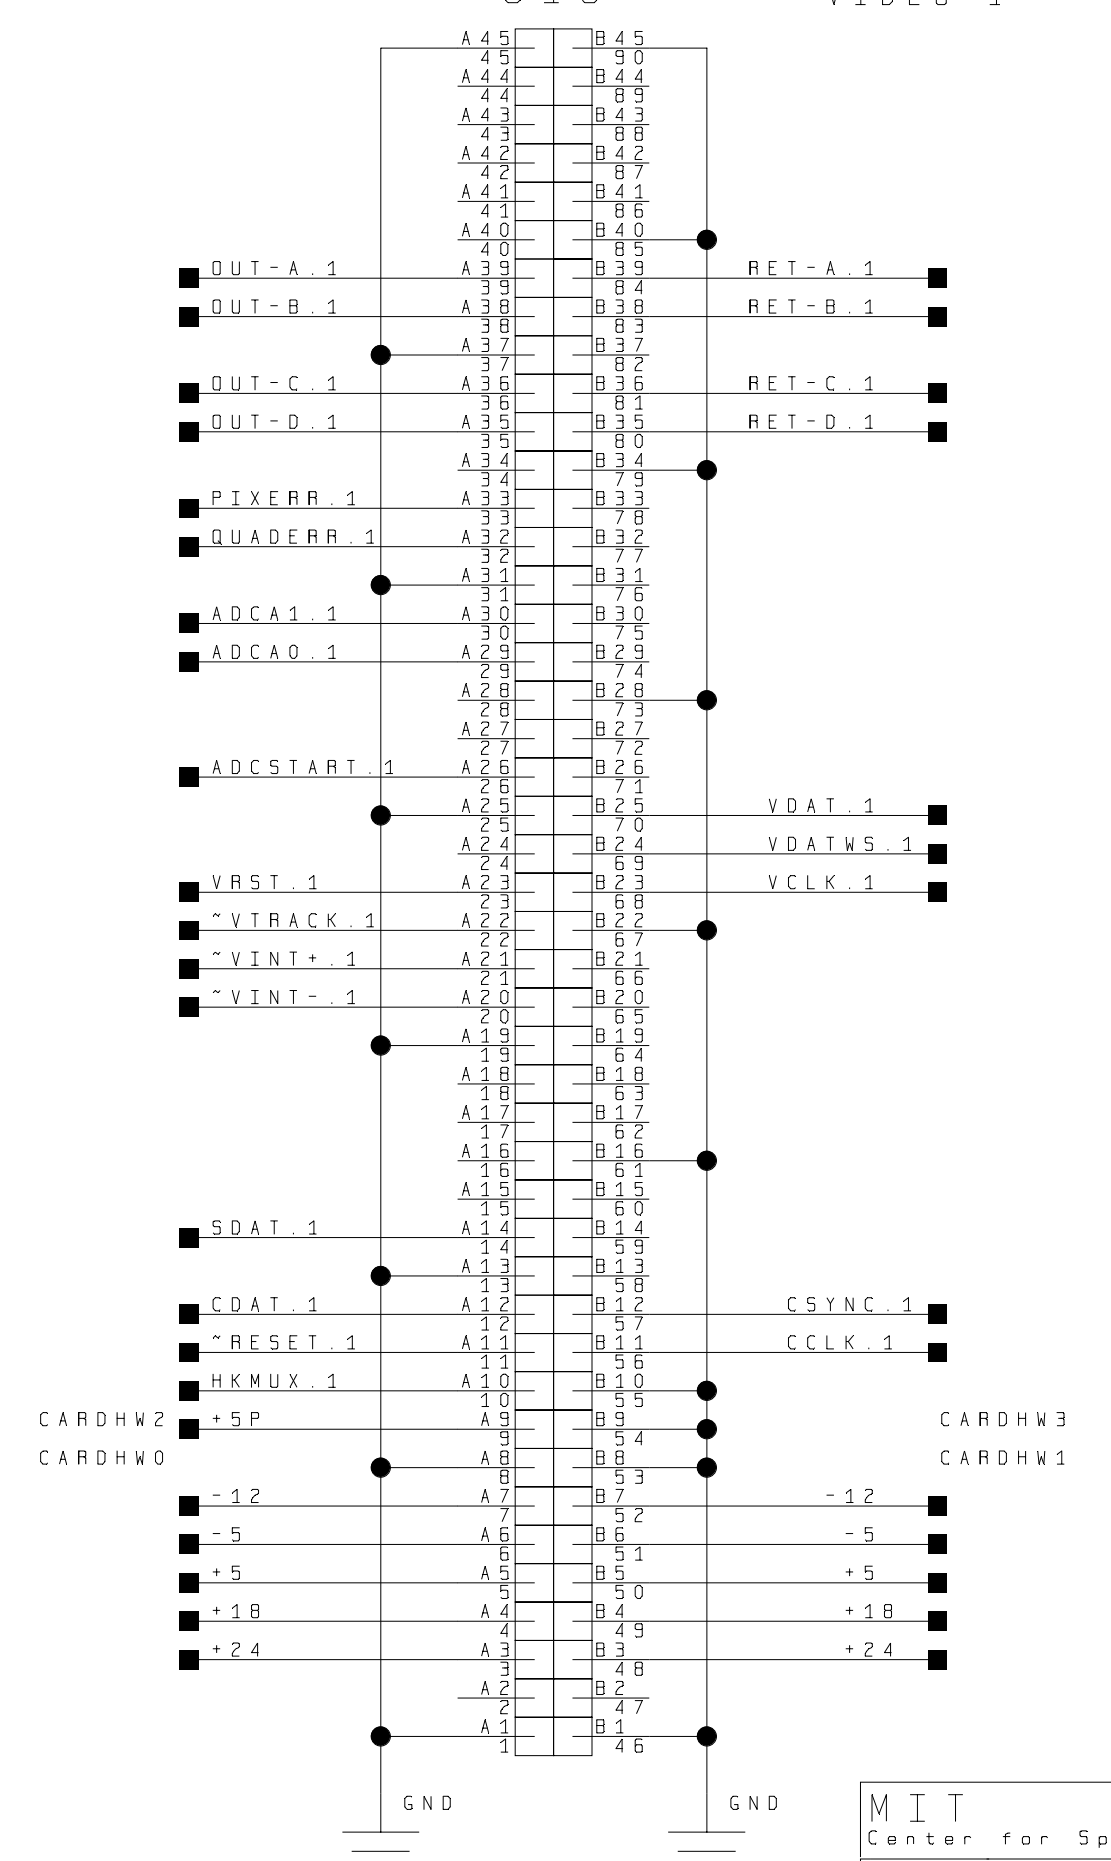 A45 B45
45 90
A44 B44
44 89
A43 B43
43 88
A42 B42
42 87
A41 B41
41 86
A40 B40
40 85
OUT-A.1 A39 B39 RET-A.1
39 84
OUT-B.1 A38 B38 RET-B.1
38 83
A37 B37
37 82
OUT-C.1 A36 B36 RET-C.1
36 81
OUT-D.1 A35 B35 RET-D.1
35 80
A34 B34
34 79
PIXERR.1 A33 B33
33 78
QUADERR.1 A32 B32
32 77
A31 B31
31 76
ADCA1.1 A30 B30
30 75
ADCA0.1 A29 B29
29 74
A28 B28
28 73
A27 B27
27 72
ADCSTART.1 A26 B26
26 71
A25 B25 VDAT.1
25 70
A24 B24 VDATWS.1
24 69
VRST.1 A23 B23 VCLK.1
23 68
~VTRACK.1 A22 B22
22 67
~VINT+.1 A21 B21
21 66
~VINT-.1 A20 B20
20 65
A19 B19
19 64
A18 B18
18 63
A17 B17
17 62
A16 B16
16 61
A15 B15
15 60
SDAT.1 A14 B14
14 59
A13 B13
13 58
CDAT.1 A12 B12 CSYNC.1
12 57
~RESET.1 A11 B11 CCLK.1
11 56
HKMUX.1 A10 B10
10 55
CARDHW2 +5P A9 B9 CARDHW3
9 54
CARDHW0 A8 B8 CARDHW1
8 53
-12 A7 B7 -12
7 52
-5 A6 B6 -5
6 51
+5 A5 B5 +5
5 50
+18 A4 B4 +18
4 49
+24 A3 B3 +24
3 48
A2 B2
2 47
A1 B1
1 46
GND GND
MIT
Center for Sp